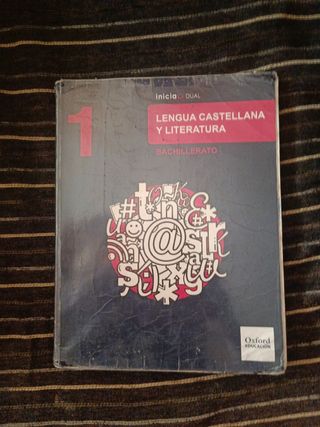 inicia DUAL
1
LENGUA CASTELLANA
Y LITERATURA
BACHILLERATO
Oxford
EDUCACIÓN